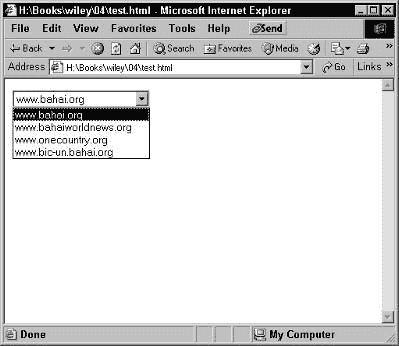 H:\Books\wiley\04\test.html - Microsoft Internet Explorer
File Edit View Favorites Tools Help Send
Back Search Favorites Media »
Address H:\Books\wiley\04\test.html Go Links »
www.bahai.org
www.bahai.org
www.bahaiworldnews.org
www.onecountry.org
www.bic-un.bahai.org
Done My Computer